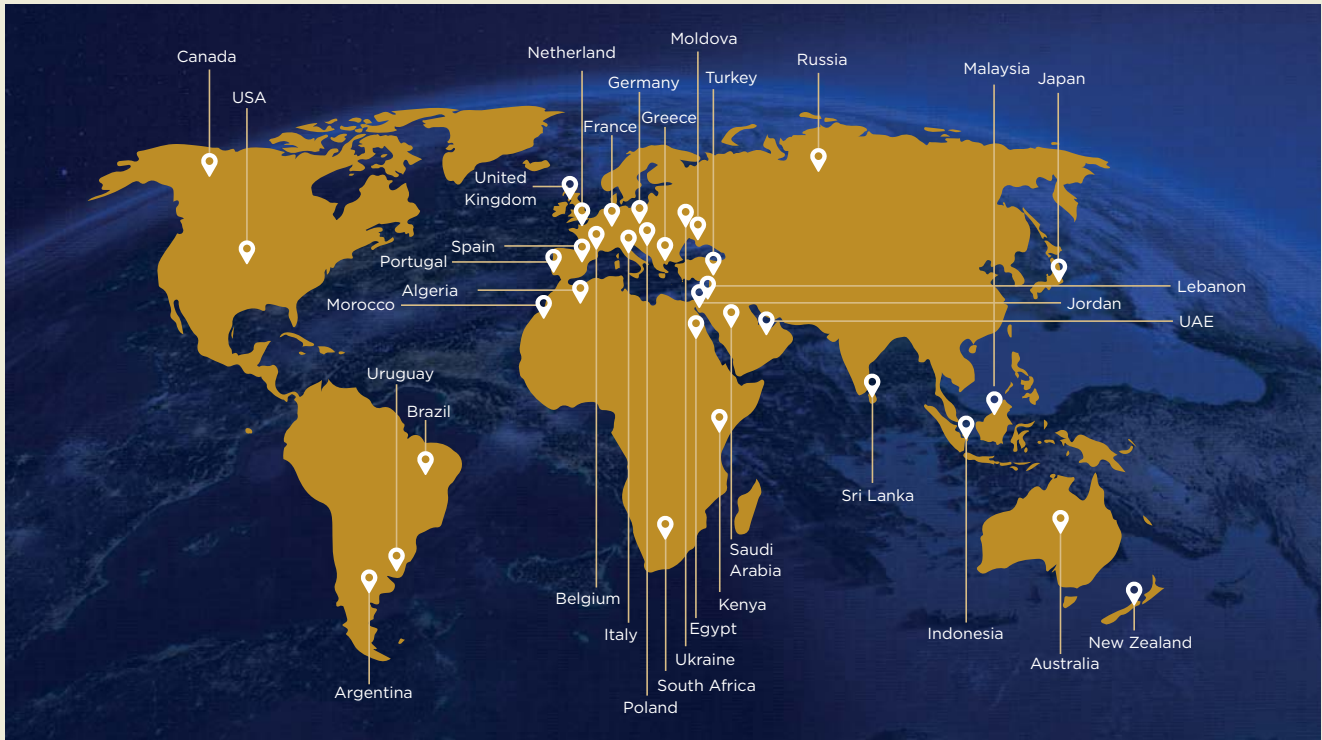 Moldova
Netherland
Canada
Russia
Malaysia
Turkey
Japan
Germany
USA
Greece
France
United
Kingdom
Spain
Portugal
Lebanon
Algeria
Jordan
Morocco
UAE
Uruguay
Brazil
Sri Lanka
Saudi
Arabia
Belgium
Kenya
Egypt
Italy
Indonesia
New Zealand
Ukraine
Australia
South Africa
Argentina
Poland